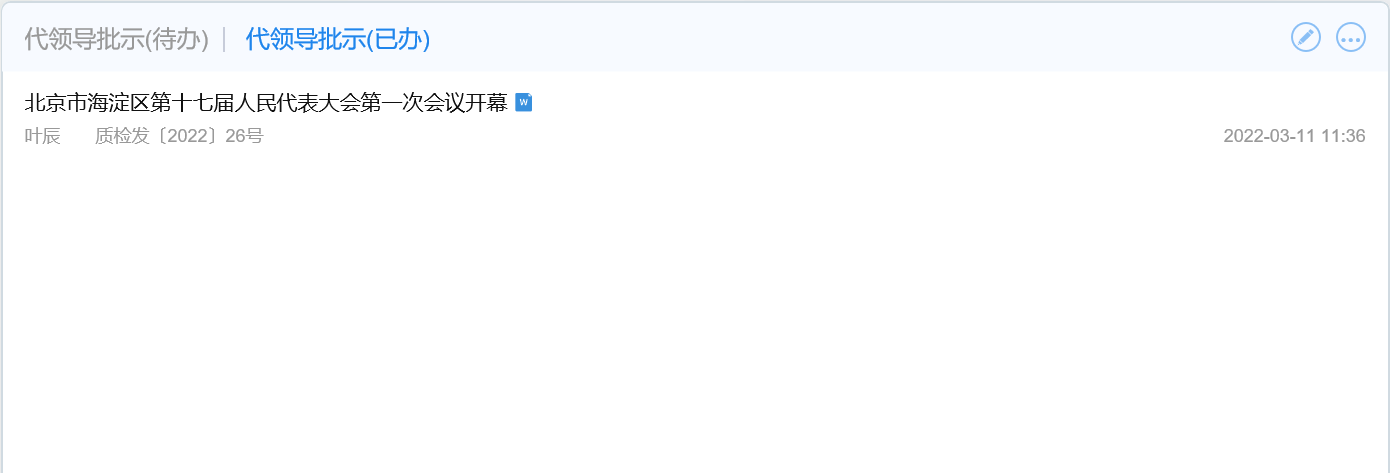 代领导批示(待办) 代领导批示(已办)
北京市海淀区第十七届人民代表大会第一次会议开幕 W
叶辰 质检发〔2022〕26号 2022-03-11 11:36